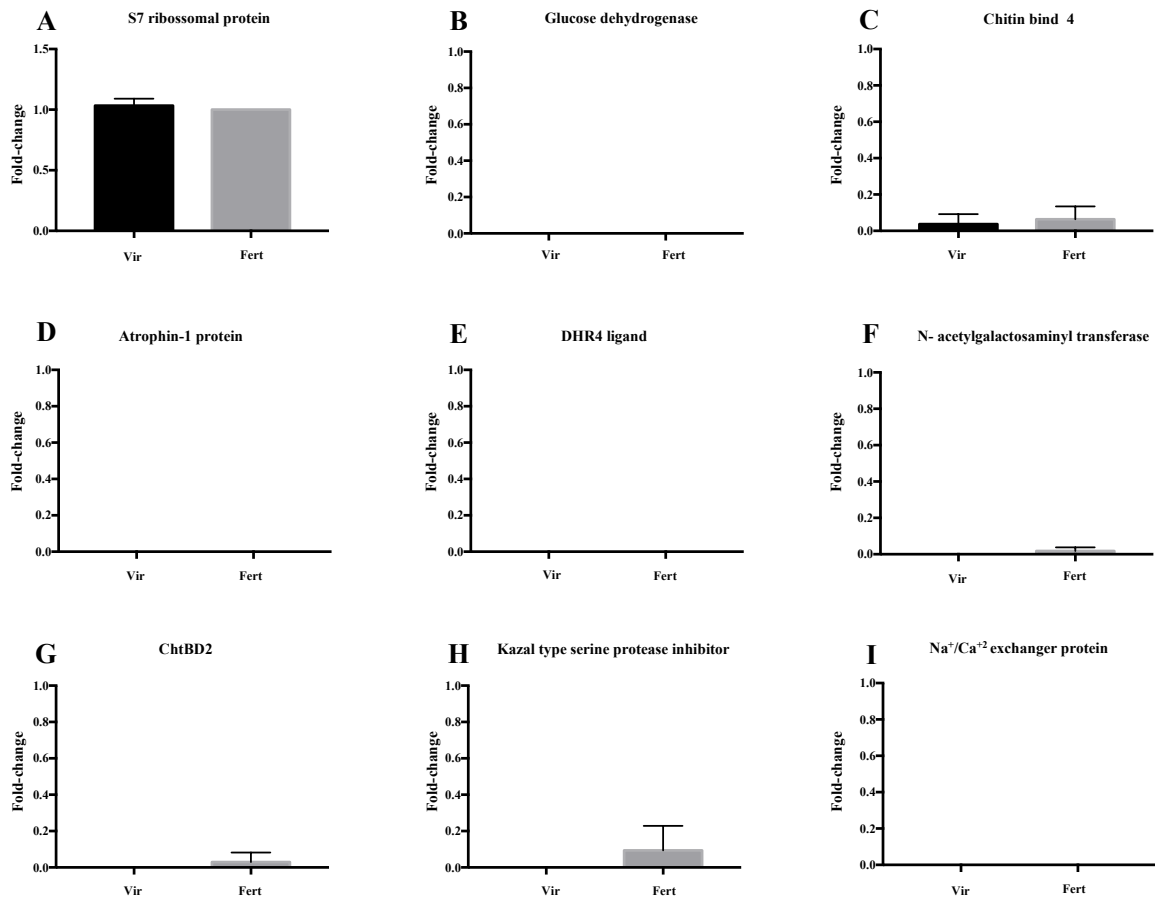 A
S7 ribossomal protein
Fold-change
1.5
1.0
0.5
0.0
Vir
Fert
B
Glucose dehydrogenase
Fold-change
1.0
0.8
0.6
0.4
0.2
0.0
Vir
Fert
C
Chitin bind 4
Fold-change
1.0
0.8
0.6
0.4
0.2
0.0
Vir
Fert
D
Atrophin-1 protein
Fold-change
1.0
0.8
0.6
0.4
0.2
0.0
Vir
Fert
E
DHR4 ligand
Fold-change
1.0
0.8
0.6
0.4
0.2
0.0
Vir
Fert
F
N- acetylgalactosaminyl transferase
Fold-change
1.0
0.8
0.6
0.4
0.2
0.0
Vir
Fert
G
ChtBD2
Fold-change
1.0
0.8
0.6
0.4
0.2
0.0
Vir
Fert
H
Kazal type serine protease inhibitor
Fold-change
1.0
0.8
0.6
0.4
0.2
0.0
Vir
Fert
I
Na⁺/Ca⁺² exchanger protein
Fold-change
1.0
0.8
0.6
0.4
0.2
0.0
Vir
Fert